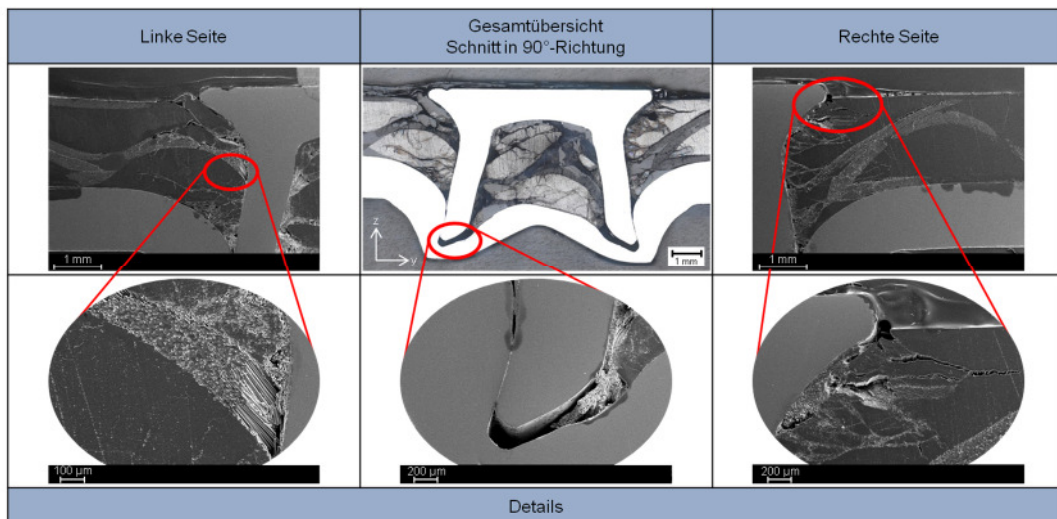 Linke Seite
Gesamtübersicht
Schnitt in 90°-Richtung
Rechte Seite
1 mm
z
y
1 mm
1 mm
100 µm
200 µm
200 µm
Details